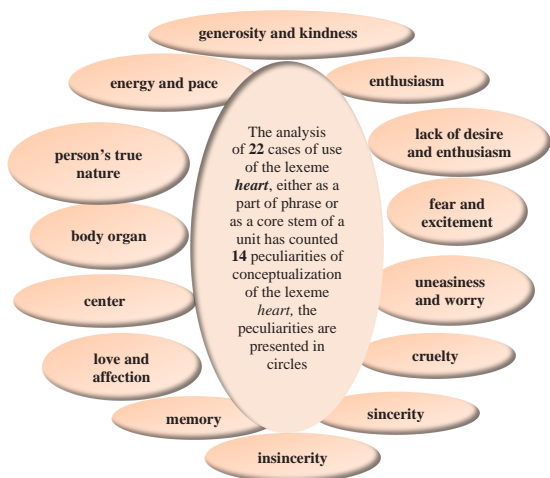 generosity and kindness
energy and pace
enthusiasm
person's true
nature
lack of desire
and enthusiasm
body organ
fear and
excitement
center
uneasiness
and worry
love and
affection
cruelty
memory
sincerity
insincerity
The analysis
of 22 cases of use
of the lexeme
heart, either as a
part of phrase or
as a core stem of a
unit has counted
14 peculiarities of
conceptualization
of the lexeme
heart, the
peculiarities are
presented in
circles